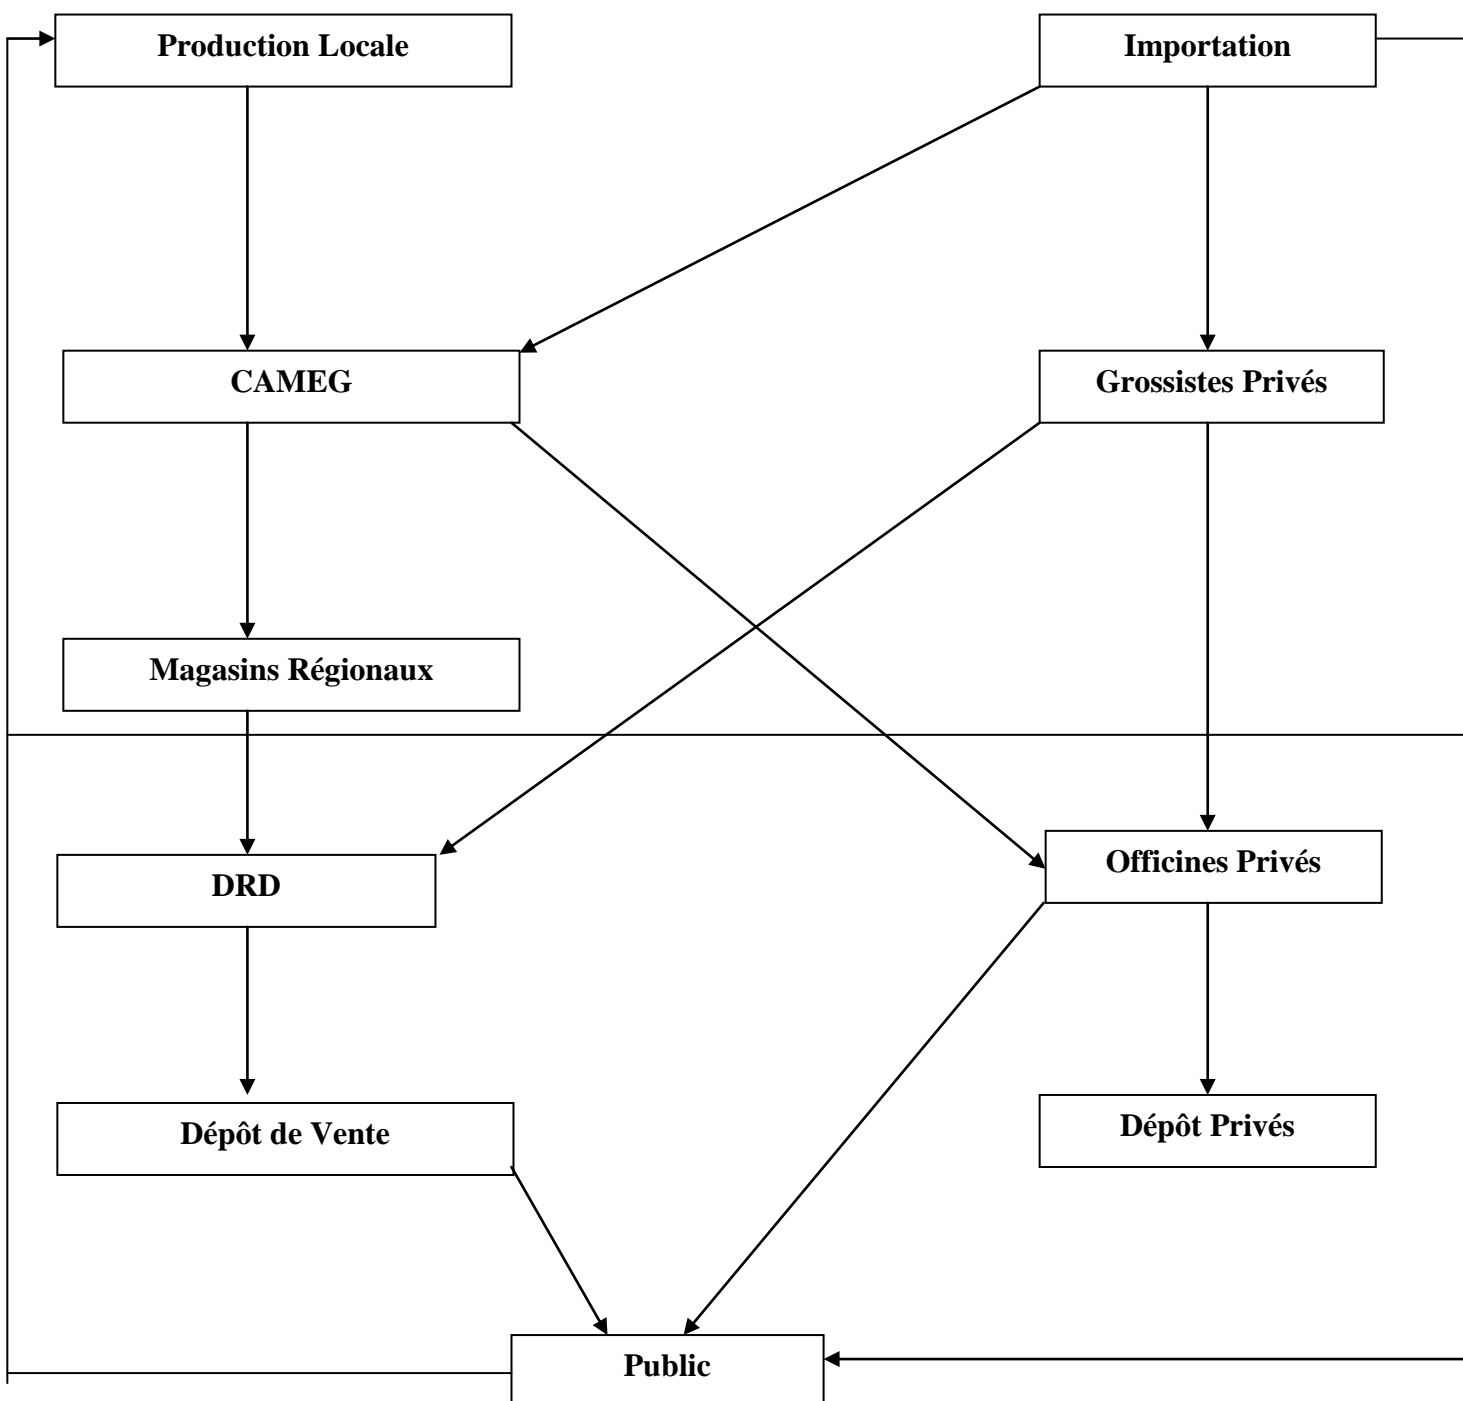 Production Locale
Importation
CAMEG
Grossistes Privés
Magasins Régionaux
DRD
Officines Privés
Dépôt de Vente
Dépôt Privés
Public